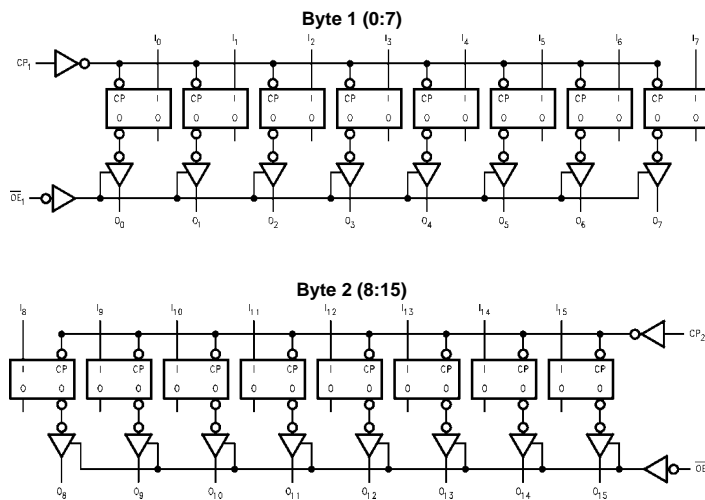 Byte 1 (0:7)
I0 I1 I2 I3 I4 I5 I6 I7
CP1
CP I CP I CP I CP I CP I CP I CP I CP I
O O O O O O O O O O O O O O O O
OE1
O0 O1 O2 O3 O4 O5 O6 O7
Byte 2 (8:15)
I8 I9 I10 I11 I12 I13 I14 I15
CP2
I CP I CP I CP I CP I CP I CP I CP I CP
O O O O O O O O O O O O O O O O
OE
O8 O9 O10 O11 O12 O13 O14 O15